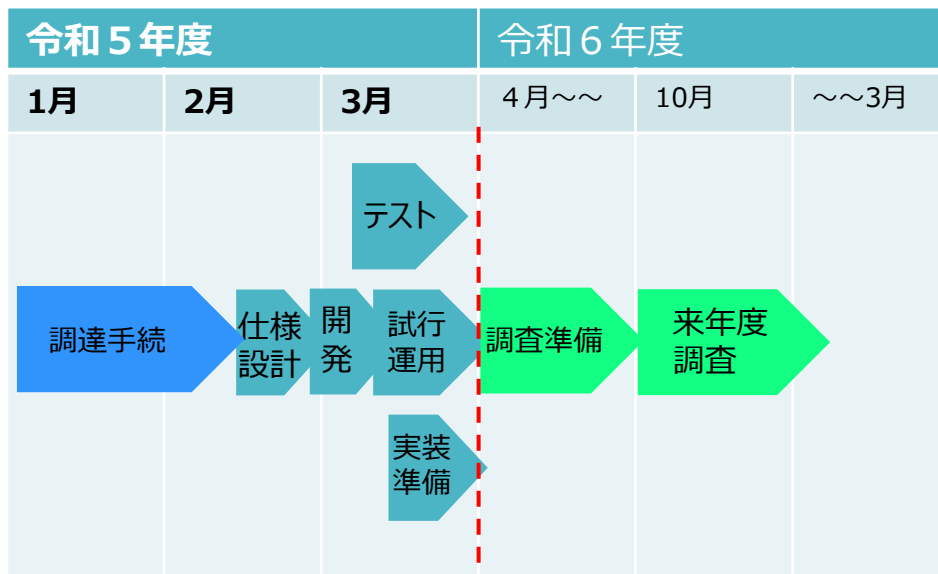 令和５年度
令和６年度
1月
2月
3月
４月～～
10月
～～3月
テスト
調達手続
仕様
設計
開
発
試行
運用
調査準備
来年度
調査
実装
準備